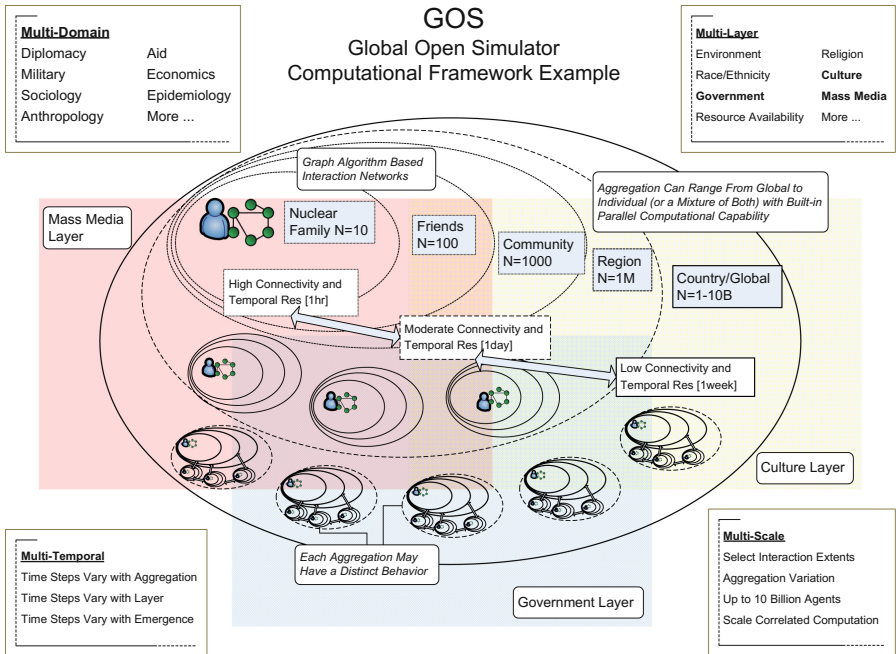 GOS
Global Open Simulator
Computational Framework Example
Multi-Domain
Diplomacy Aid
Military Economics
Sociology Epidemiology
Anthropology More ...
Multi-Layer
Environment Religion
Race/Ethnicity Culture
Government Mass Media
Resource Availability More ...
Graph Algorithm Based
Interaction Networks
Aggregation Can Range From Global to
Individual (or a Mixture of Both) with Built-in
Parallel Computational Capability
Mass Media
Layer
Nuclear
Family N=10
Friends
N=100
Community
N=1000
Region
N=1M
Country/Global
N=1-10B
High Connectivity and
Temporal Res [1hr]
Moderate Connectivity and
Temporal Res [1day]
Low Connectivity and
Temporal Res [1week]
Culture Layer
Each Aggregation May
Have a Distinct Behavior
Government Layer
Multi-Temporal
Time Steps Vary with Aggregation
Time Steps Vary with Layer
Time Steps Vary with Emergence
Multi-Scale
Select Interaction Extents
Aggregation Variation
Up to 10 Billion Agents
Scale Correlated Computation